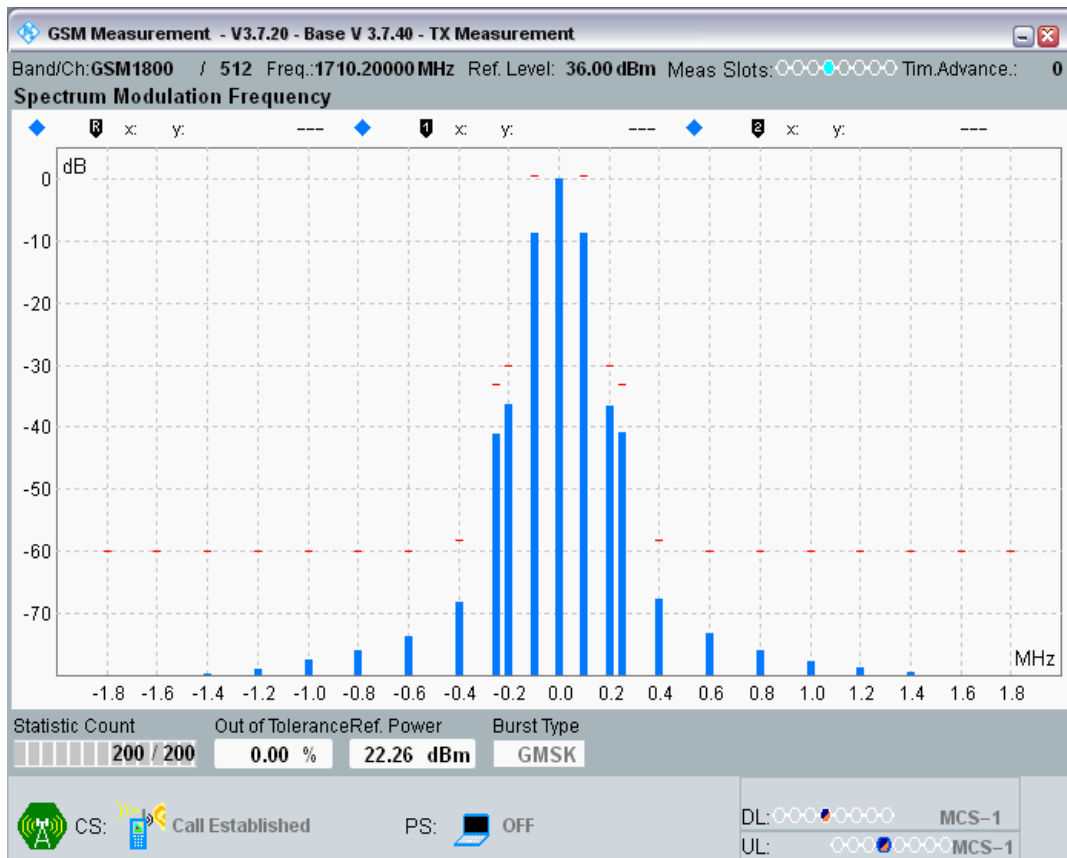 GSM Measurement - V3.7.20 - Base V 3.7.40 - TX Measurement
Band/Ch:GSM1800 / 512 Freq.:1710.20000 MHz Ref. Level: 36.00 dBm Meas Slots: Tim.Advance.: 0
Spectrum Modulation Frequency
R x: y: --- 1 x: y: --- 2 x: y: ---
dB
0
-10
-20
-30
-40
-50
-60
-70
MHz
-1.8 -1.6 -1.4 -1.2 -1.0 -0.8 -0.6 -0.4 -0.2 0.0 0.2 0.4 0.6 0.8 1.0 1.2 1.4 1.6 1.8
Statistic Count Out of Tolerance Ref. Power Burst Type
200 / 200 0.00 % 22.26 dBm GMSK
CS: Call Established PS: OFF
DL: MCS-1
UL: MCS-1